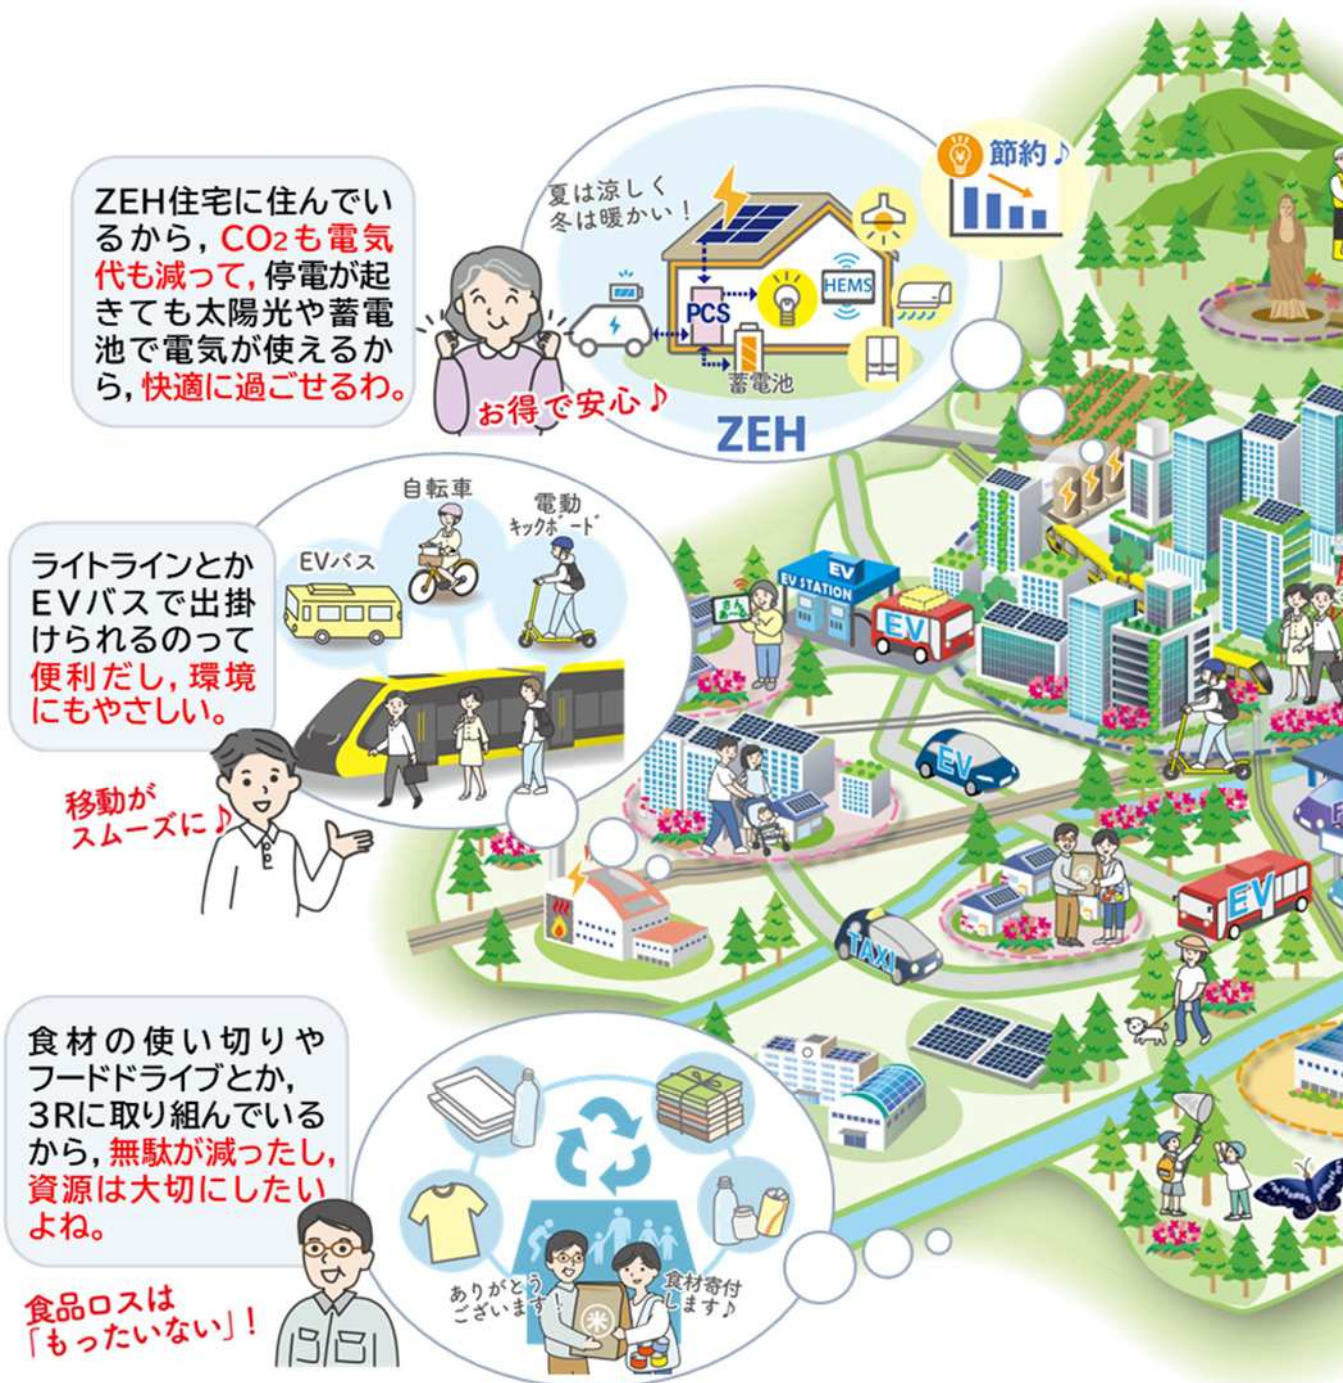 ZEH住宅に住んでい
るから，CO2も電気
代も減って，停電が起
きても太陽光や蓄電
池で電気が使えるか
ら，快適に過ごせるわ。
お得で安心♪
夏は涼しく
冬は暖かい！
節約♪
PCS
HEMS
蓄電池
ZEH
ライトラインとか
EVバスで出掛
けられるのって
便利だし，環境
にもやさしい。
移動が
スムーズに♪
自転車
電動
キックボード
EVバス
EV
EV STATION
EV
EV
EV
TAXI
食材の使い切りや
フードドライブとか，
3Rに取り組んでいる
から，無駄が減ったし，
資源は大切にしたい
よね。
食品ロスは
「もったいない」！
ありがとう
ございます！
食材寄付
します♪
米